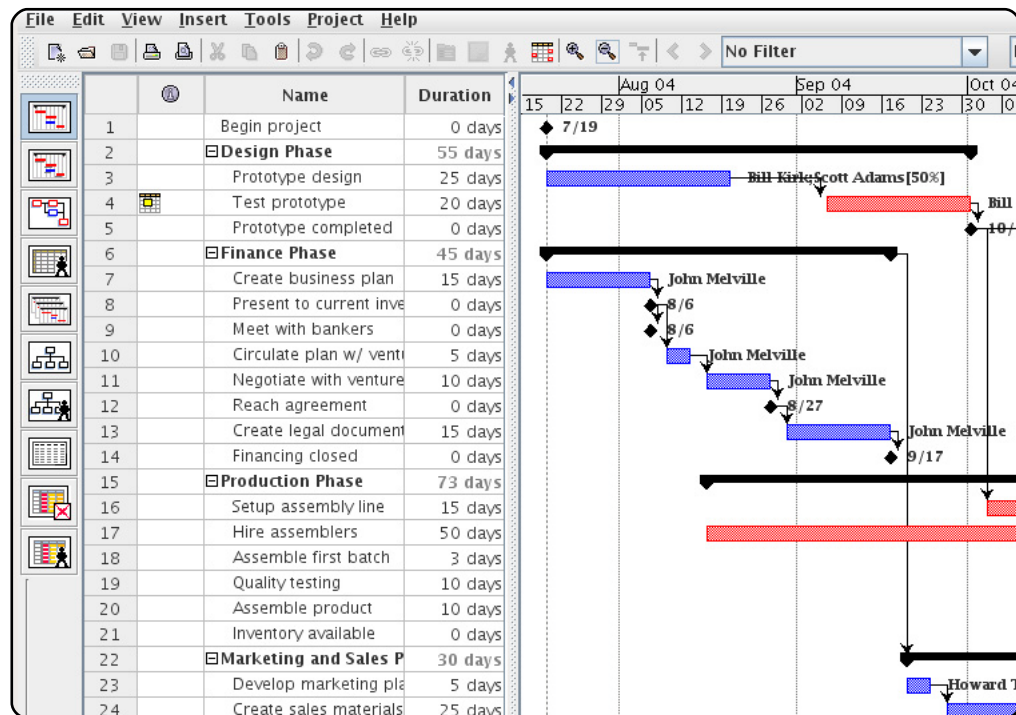 File Edit View Insert Tools Project Help
No Filter
Name Duration
Aug 04 Sep 04 Oct 04
15 22 29 05 12 19 26 02 09 16 23 30
1 Begin project 0 days 7/19
2 Design Phase 55 days
3 Prototype design 25 days Bill Kirk;Scott Adams[50%]
4 Test prototype 20 days Bill
5 Prototype completed 0 days 10/
6 Finance Phase 45 days
7 Create business plan 15 days John Melville
8 Present to current inve 0 days 8/6
9 Meet with bankers 0 days 8/6
10 Circulate plan w/ vent 5 days John Melville
11 Negotiate with venture 10 days John Melville
12 Reach agreement 0 days 8/27
13 Create legal document 15 days John Melville
14 Financing closed 0 days 9/17
15 Production Phase 73 days
16 Setup assembly line 15 days
17 Hire assemblers 50 days
18 Assemble first batch 3 days
19 Quality testing 10 days
20 Assemble product 10 days
21 Inventory available 0 days
22 Marketing and Sales P 30 days
23 Develop marketing pla 5 days Howard T
24 Create sales materials 25 days